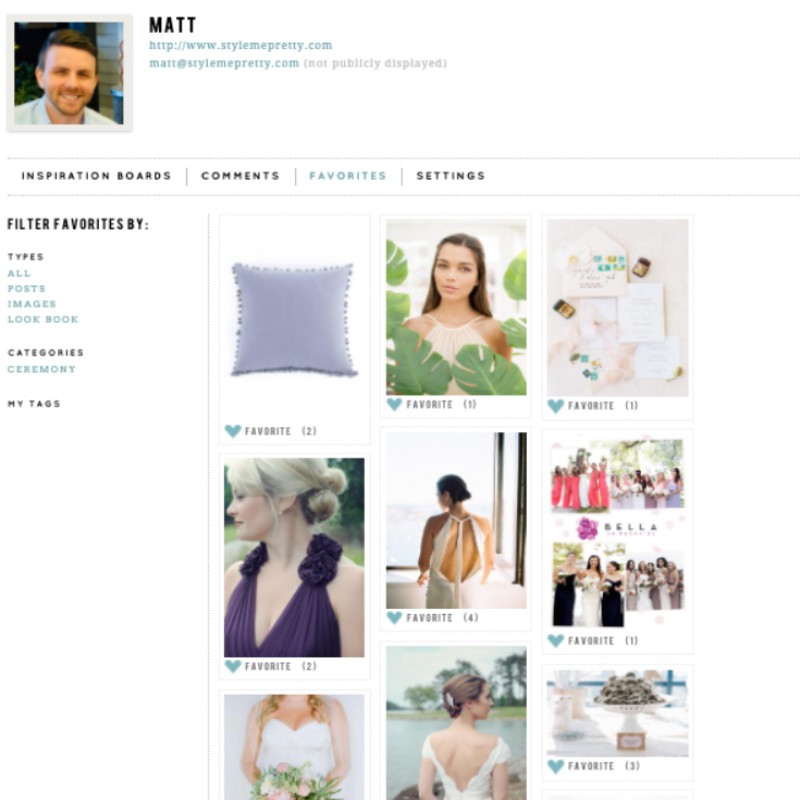 MATT
http://www.stylemepretty.com
matt@stylemepretty.com (not publicly displayed)
INSPIRATION BOARDS
COMMENTS
FAVORITES
SETTINGS
FILTER FAVORITES BY:
TYPES
ALL
POSTS
IMAGES
LOOK BOOK
CATEGORIES
CEREMONY
MY TAGS
FAVORITE (2)
FAVORITE (2)
FAVORITE (1)
FAVORITE (4)
FAVORITE (1)
BELLA
FAVORITE (1)
FAVORITE (3)